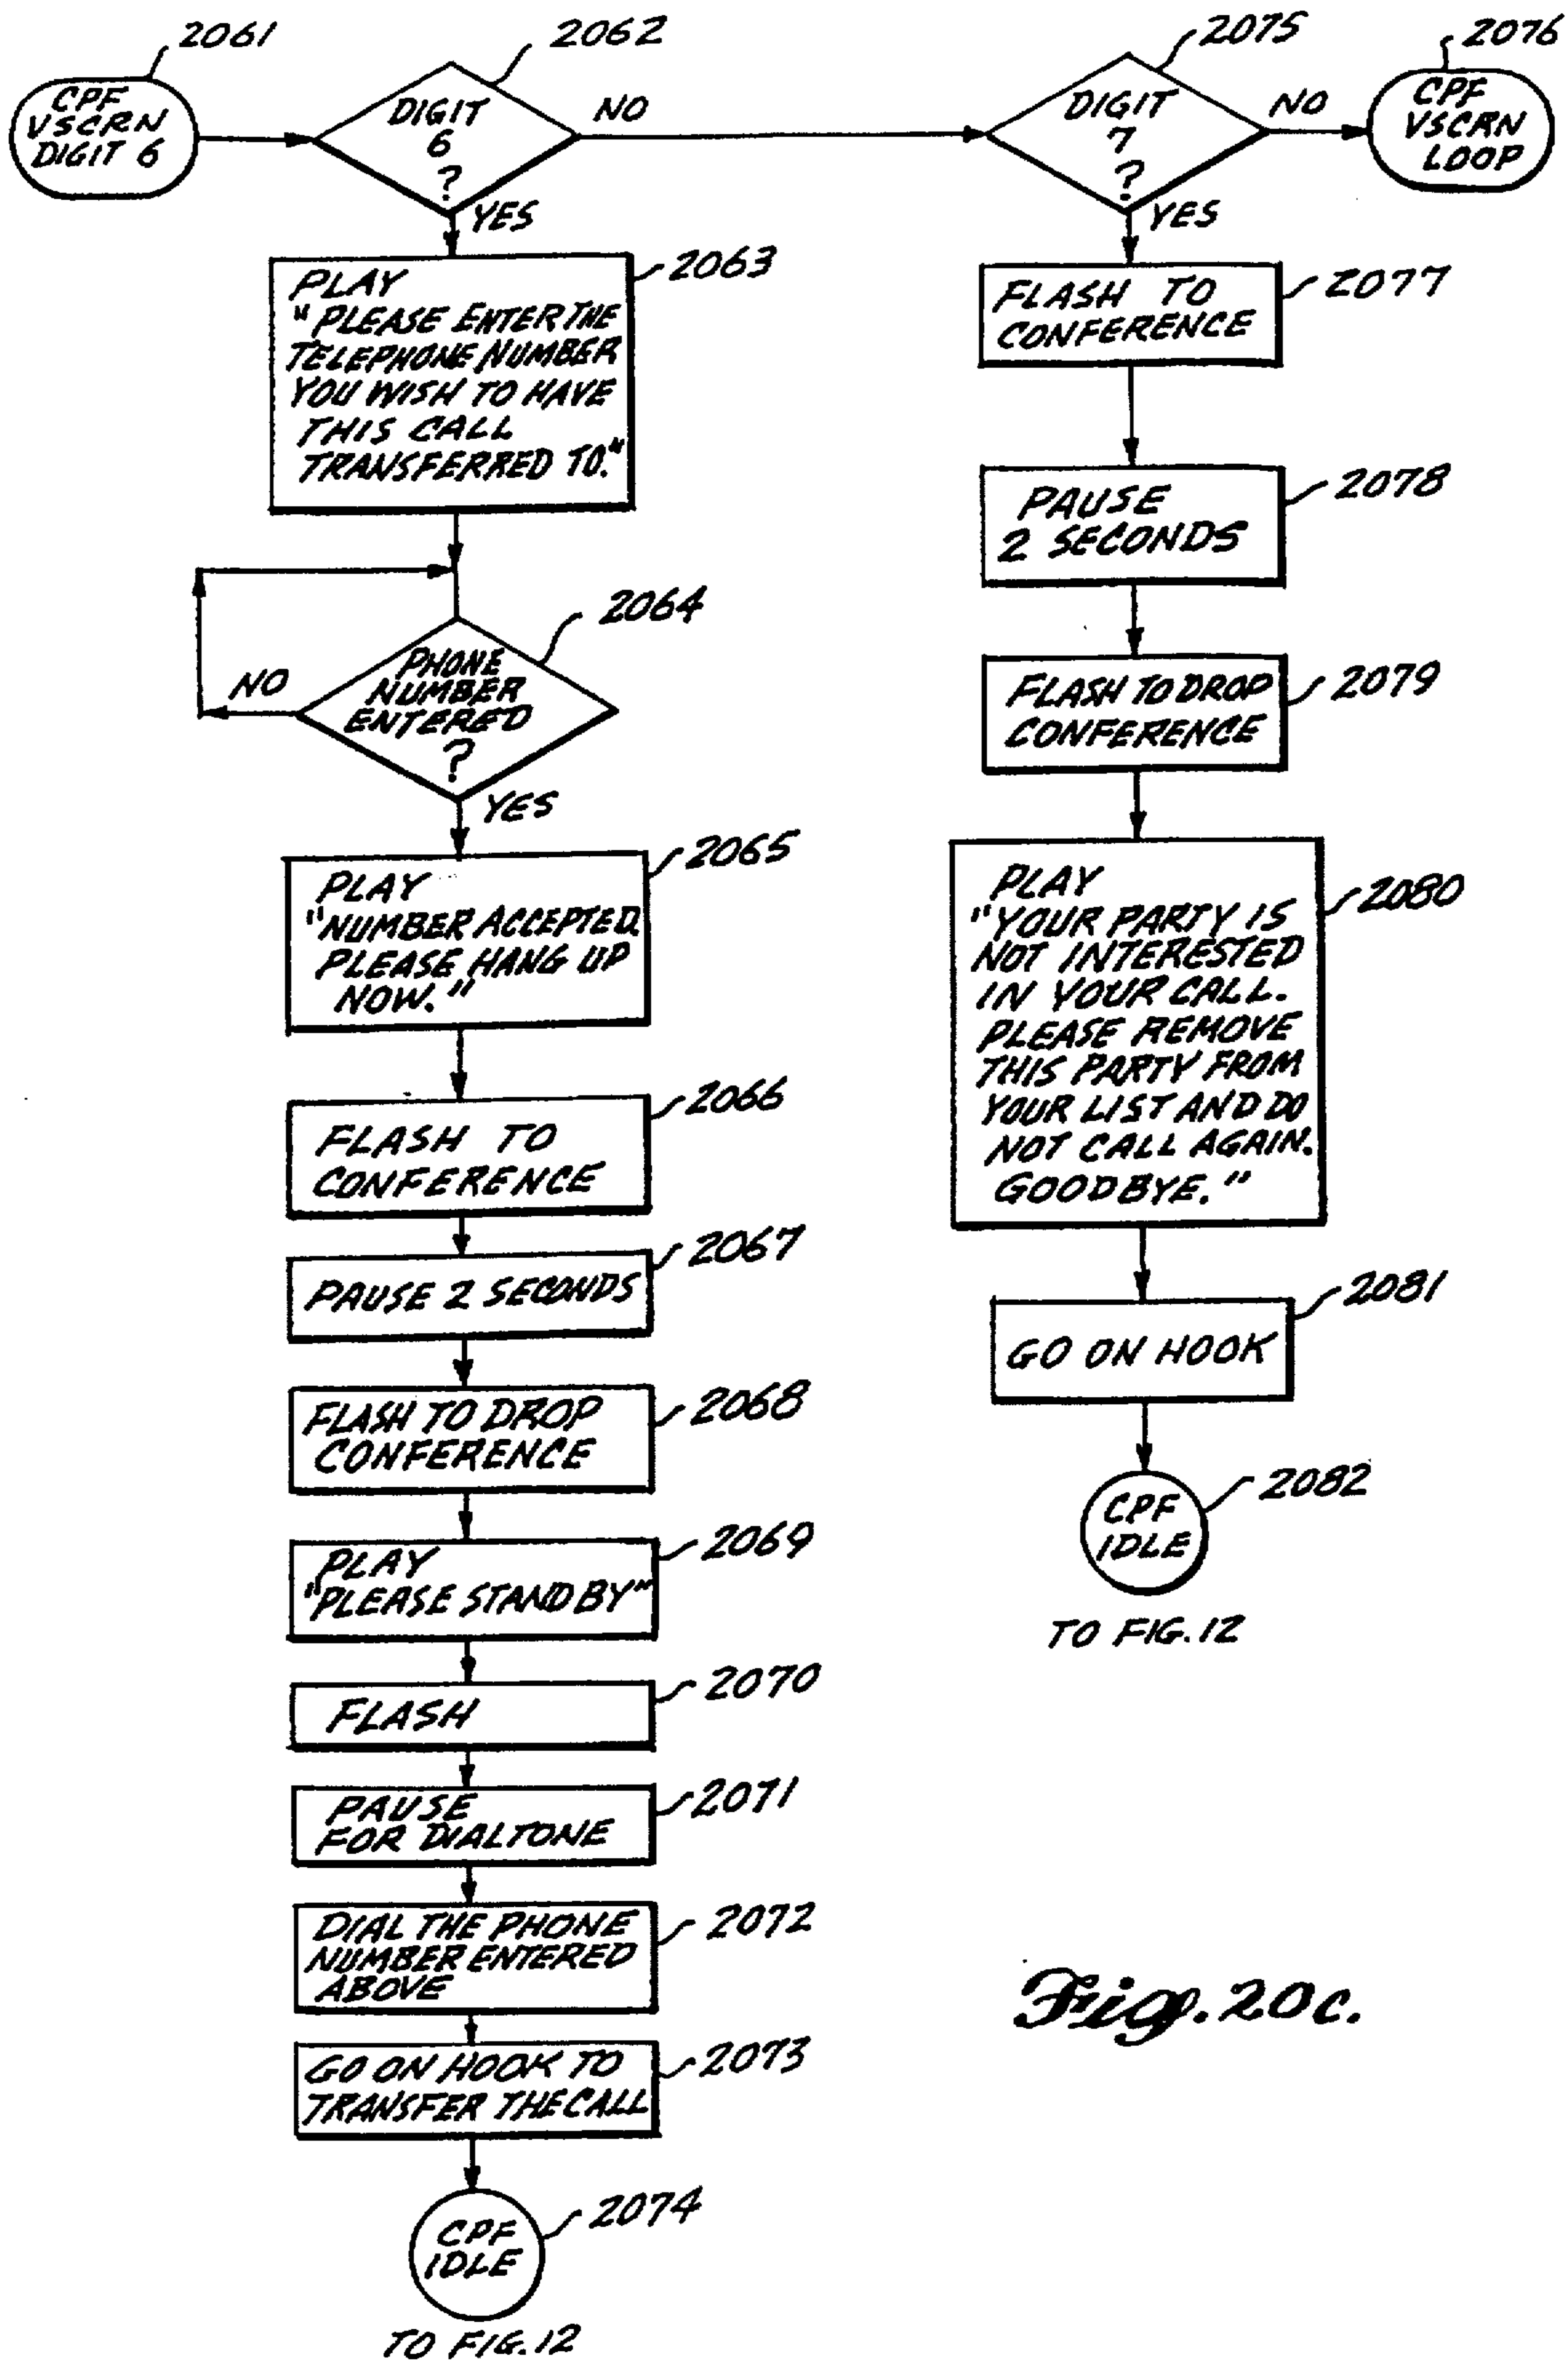 2061
CPF
VSCRN
DIGIT 6
2062
DIGIT
6
?
NO
YES
2075
DIGIT
7
?
NO
YES
2076
CPF
VSCRN
LOOP
2063
PLAY
"PLEASE ENTER THE
TELEPHONE NUMBER
YOU WISH TO HAVE
THIS CALL
TRANSFERRED TO."
2064
PHONE
NUMBER
ENTERED
?
NO
YES
2065
PLAY
"NUMBER ACCEPTED.
PLEASE HANG UP
NOW."
2066
FLASH TO
CONFERENCE
2067
PAUSE 2 SECONDS
2068
FLASH TO DROP
CONFERENCE
2069
PLAY
"PLEASE STAND BY"
2070
FLASH
2071
PAUSE
FOR DIALTONE
2072
DIAL THE PHONE
NUMBER ENTERED
ABOVE
2073
GO ON HOOK TO
TRANSFER THE CALL
2074
CPF
IDLE
TO FIG. 12
2077
FLASH TO
CONFERENCE
2078
PAUSE
2 SECONDS
2079
FLASH TO DROP
CONFERENCE
2080
PLAY
"YOUR PARTY IS
NOT INTERESTED
IN YOUR CALL.
PLEASE REMOVE
THIS PARTY FROM
YOUR LIST AND DO
NOT CALL AGAIN.
GOODBYE."
2081
GO ON HOOK
2082
CPF
IDLE
TO FIG. 12
Fig. 20c.